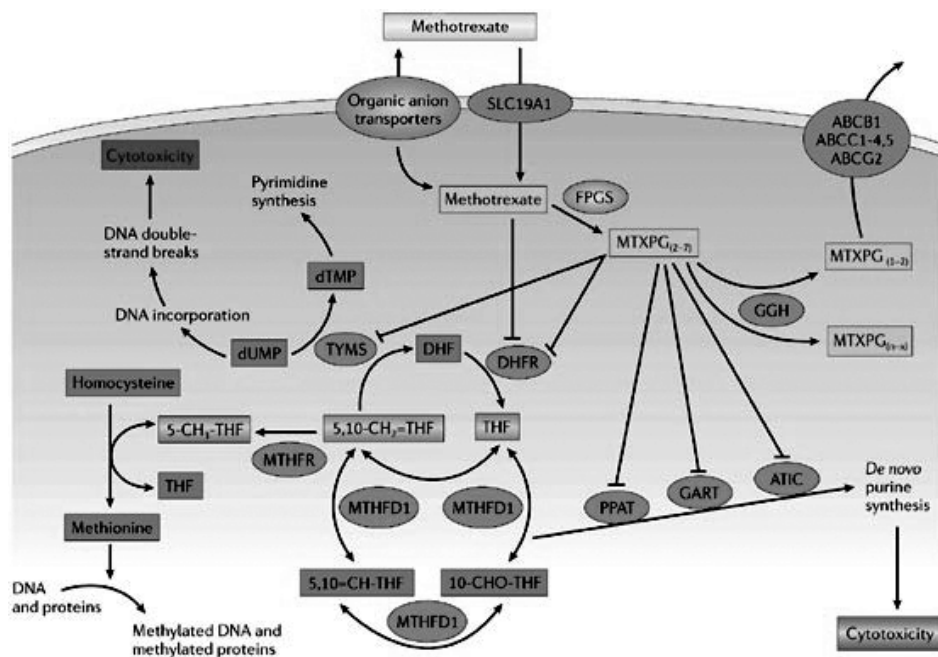 Methotrexate
Organic anion
transporters
SLC19A1
ABCB1
ABCC1-4,5
ABCG2
Cytotoxicity
Pyrimidine
synthesis
Methotrexate
FPGS
MTXPG(2–7)
MTXPG (1–2)
DNA double-
strand breaks
dTMP
GGH
DNA incorporation
dUMP
TYMS
DHF
DHFR
MTXPG(n–x)
Homocysteine
5-CH3-THF
5,10-CH2=THF
THF
MTHFR
THF
MTHFD1
MTHFD1
PPAT
GART
ATIC
De novo
purine
synthesis
Methionine
5,10=CH-THF
10-CHO-THF
DNA
and proteins
MTHFD1
Methylated DNA and
methylated proteins
Cytotoxicity